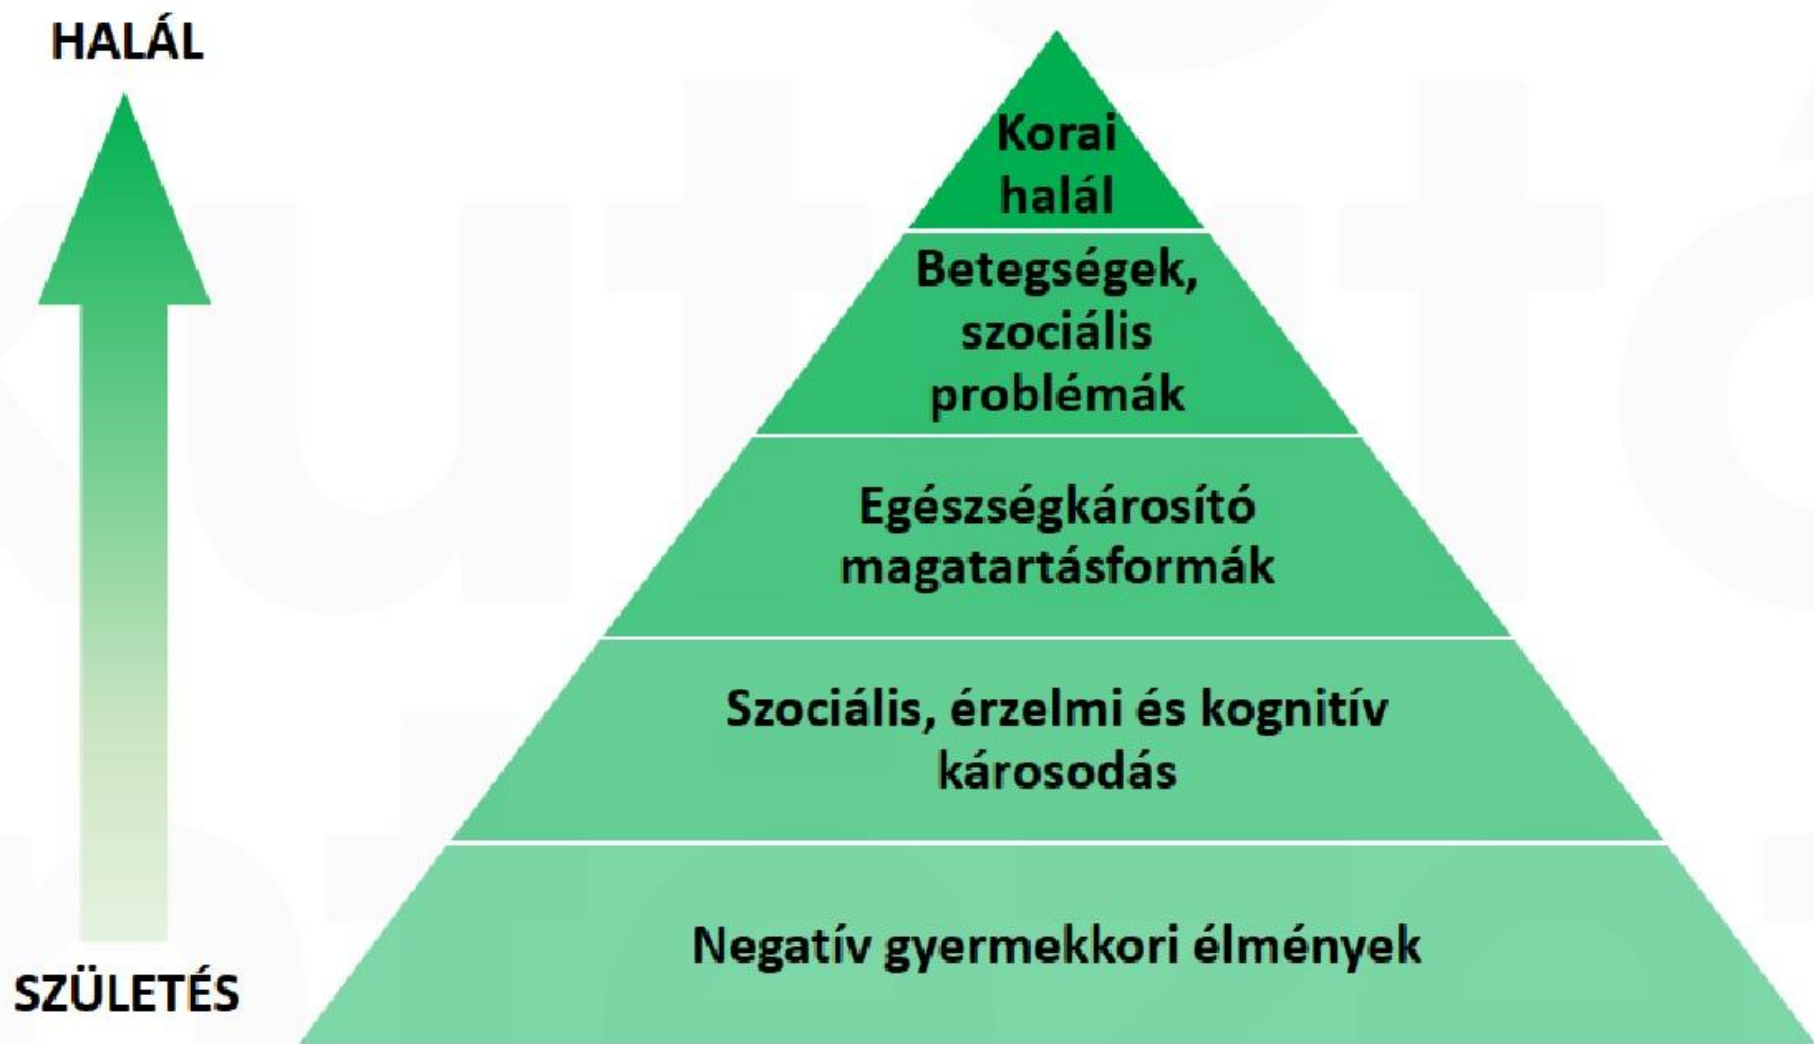 HALÁL
Korai
halál
Betegségek,
szociális
problémák
Egészségkárosító
magatartásformák
Szociális, érzelmi és kognitív
károsodás
Negatív gyermekkori élmények
SZÜLETÉS